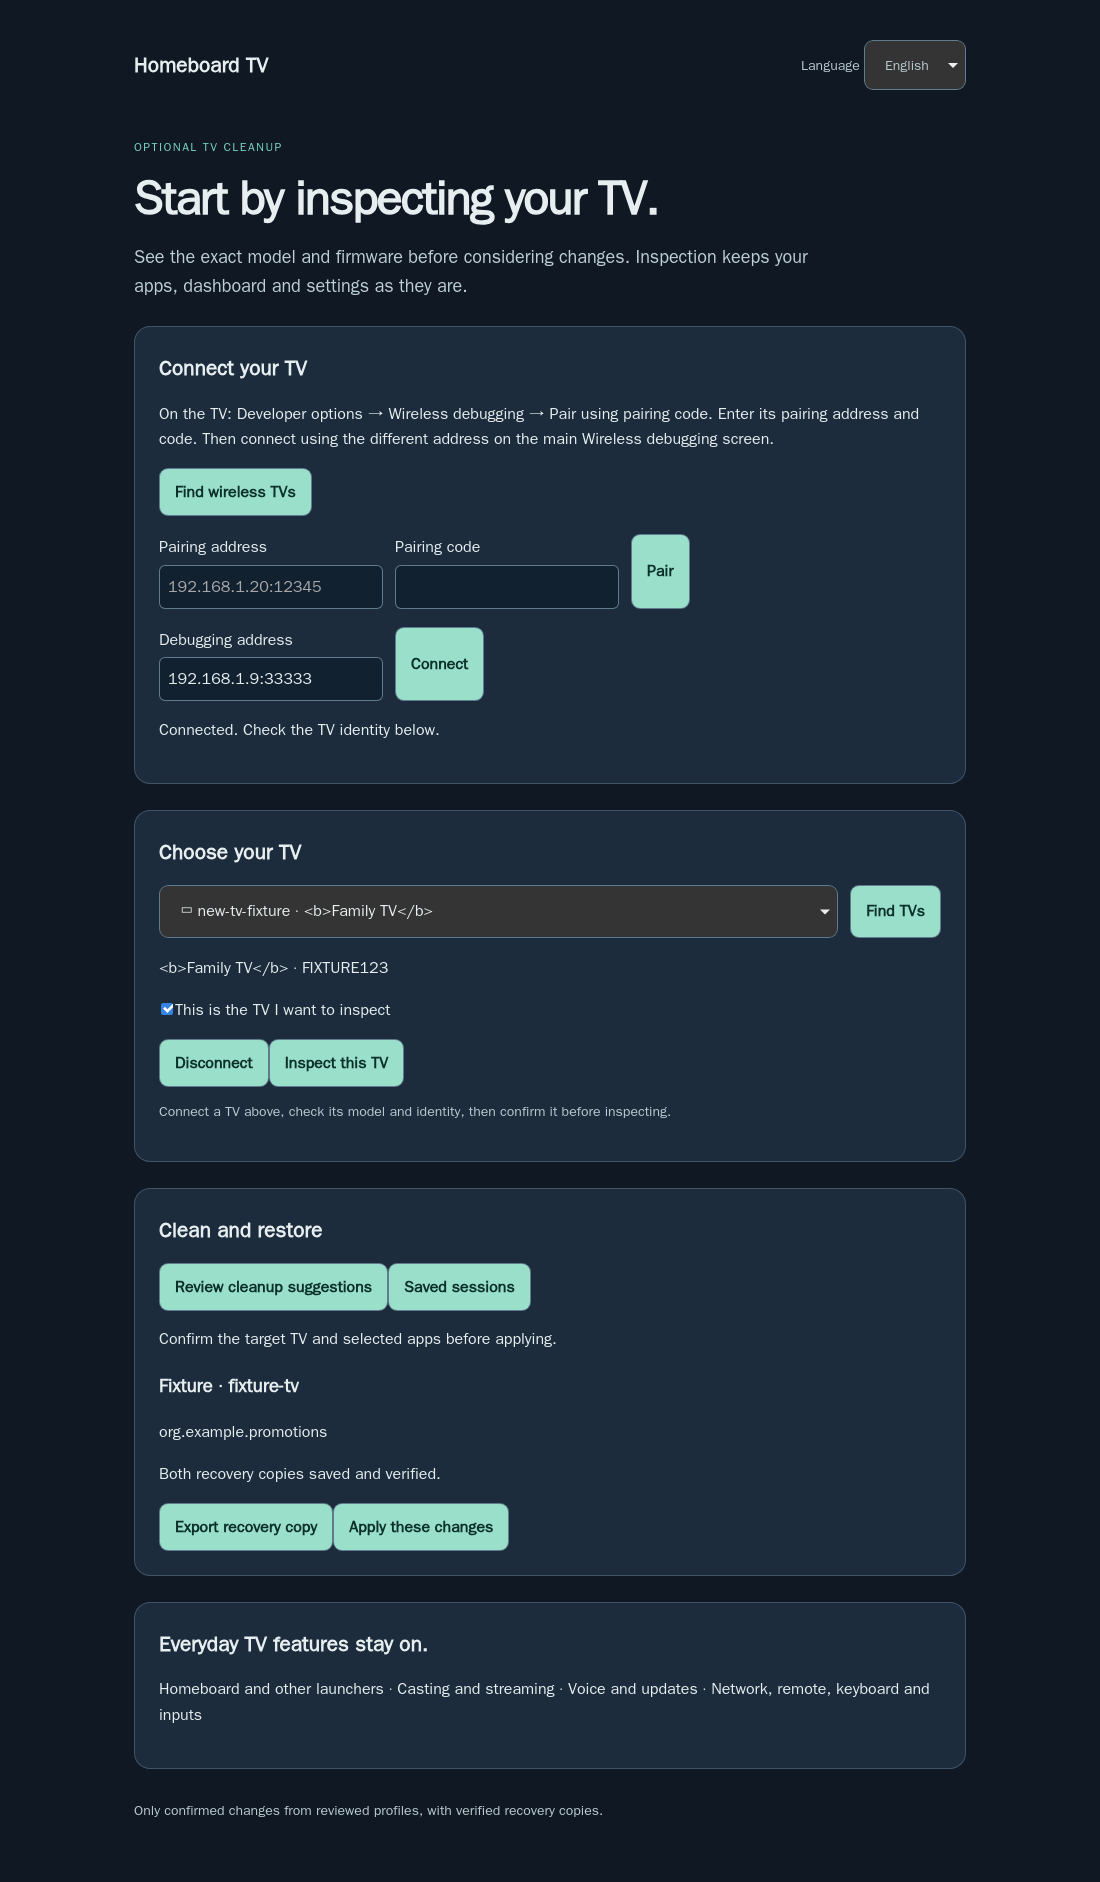 Homeboard TV
Language English
OPTIONAL TV CLEANUP
Start by inspecting your TV.
See the exact model and firmware before considering changes. Inspection keeps your
apps, dashboard and settings as they are.
Connect your TV
On the TV: Developer options → Wireless debugging → Pair using pairing code. Enter its pairing address and
code. Then connect using the different address on the main Wireless debugging screen.
Find wireless TVs
Pairing address
Pairing code
192.168.1.20:12345
Pair
Debugging address
192.168.1.9:33333
Connect
Connected. Check the TV identity below.
Choose your TV
▭ new-tv-fixture · <b>Family TV</b>
Find TVs
<b>Family TV</b> · FIXTURE123
This is the TV I want to inspect
Disconnect
Inspect this TV
Connect a TV above, check its model and identity, then confirm it before inspecting.
Clean and restore
Review cleanup suggestions
Saved sessions
Confirm the target TV and selected apps before applying.
Fixture · fixture-tv
org.example.promotions
Both recovery copies saved and verified.
Export recovery copy
Apply these changes
Everyday TV features stay on.
Homeboard and other launchers · Casting and streaming · Voice and updates · Network, remote, keyboard and
inputs
Only confirmed changes from reviewed profiles, with verified recovery copies.